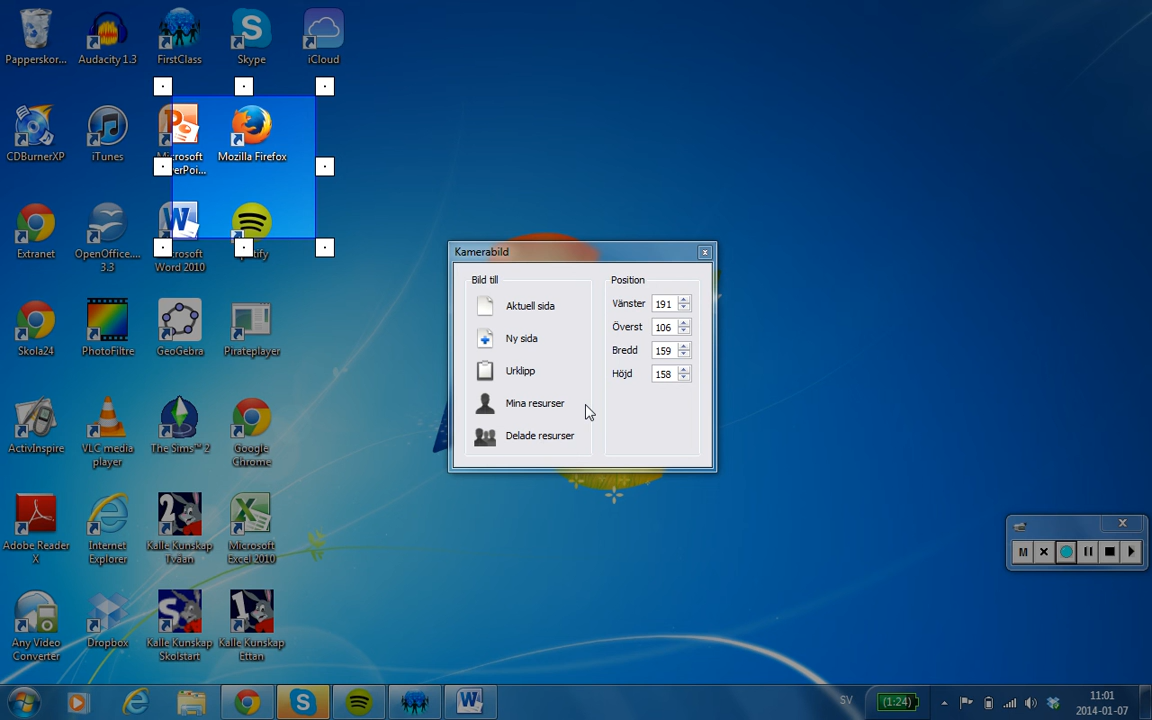 Papperskor...
Audacity 1.3
FirstClass
Skype
iCloud
CDBurnerXP
iTunes
Microsoft
Mozilla Firefox
Extranet
OpenOffice....
3.3
Word 2010
Skola24
PhotoFiltre
GeoGebra
Pirateplayer
ActivInspire
VLC media
player
The Sims™ 2
Google
Chrome
Adobe Reader
X
Internet
Explorer
Kalle Kunskap
Tvåan
Microsoft
Excel 2010
Any Video
Converter
Dropbox
Kalle Kunskap
Skolstart
Kalle Kunskap
Ettan
Kamerabild
x
Bild till
Aktuell sida
Ny sida
Urklipp
Mina resurser
Delade resurser
Position
Vänster 191
Överst 106
Bredd 159
Höjd 158
M
SV
(1:24)
11:01
2014-01-07